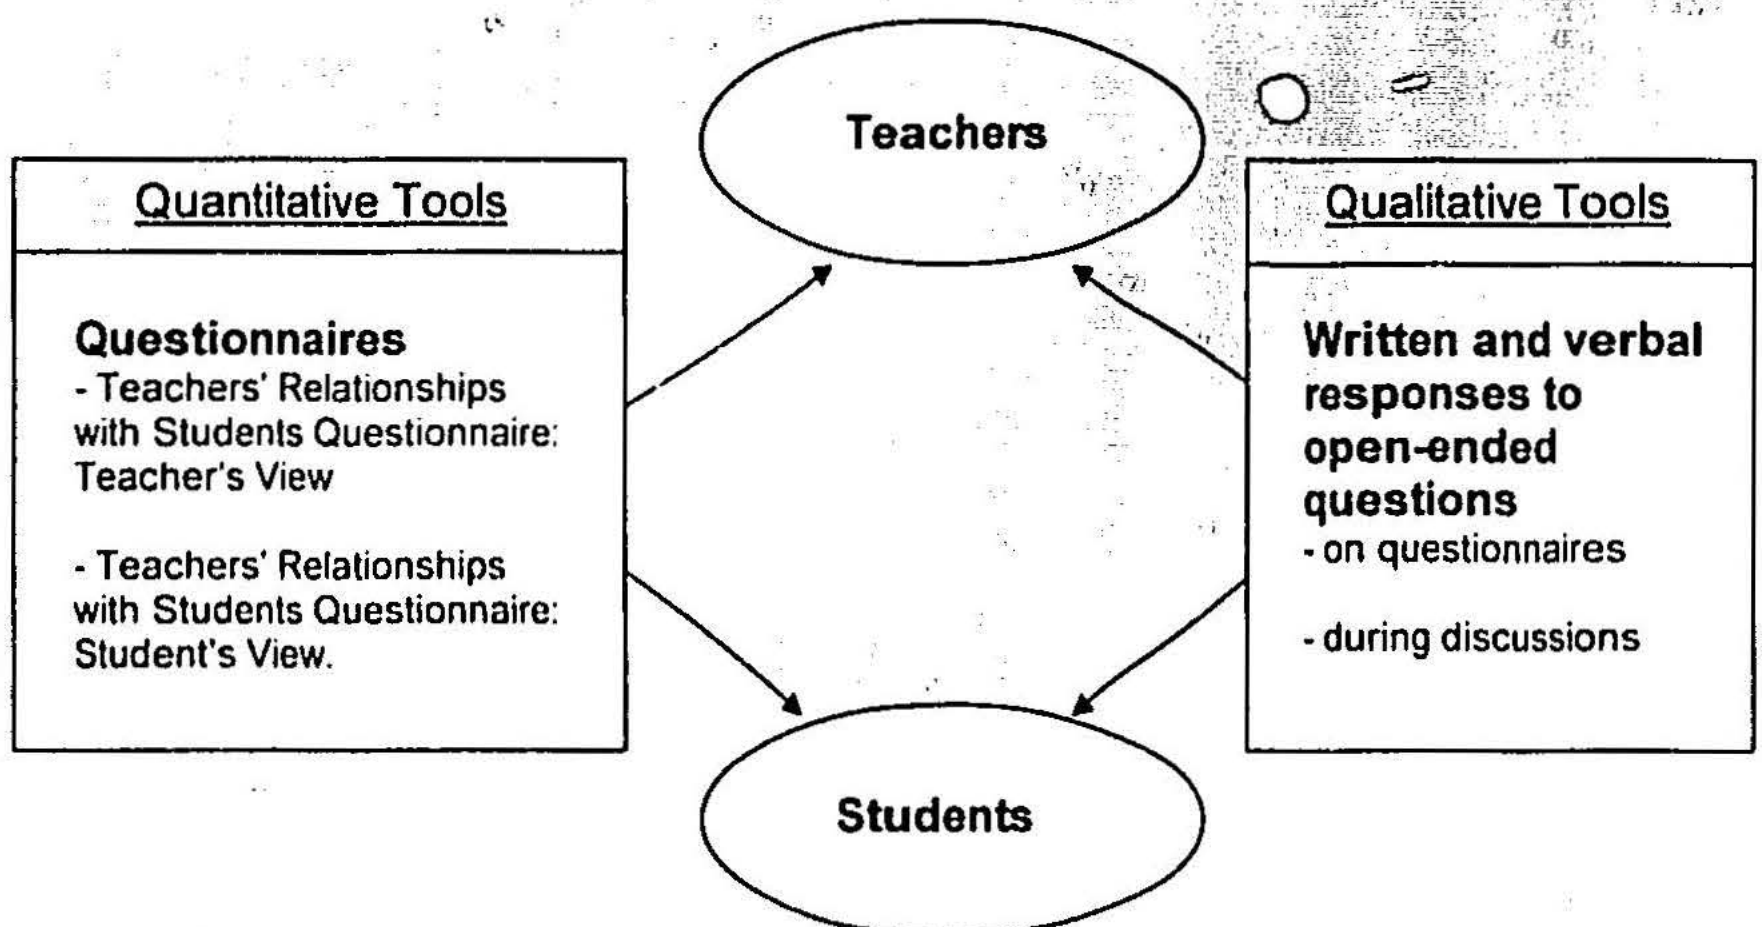 Teachers
Quantitative Tools
Questionnaires
- Teachers' Relationships
with Students Questionnaire:
Teacher's View
- Teachers' Relationships
with Students Questionnaire:
Student's View.
Qualitative Tools
Written and verbal
responses to
open-ended
questions
- on questionnaires
- during discussions
Students